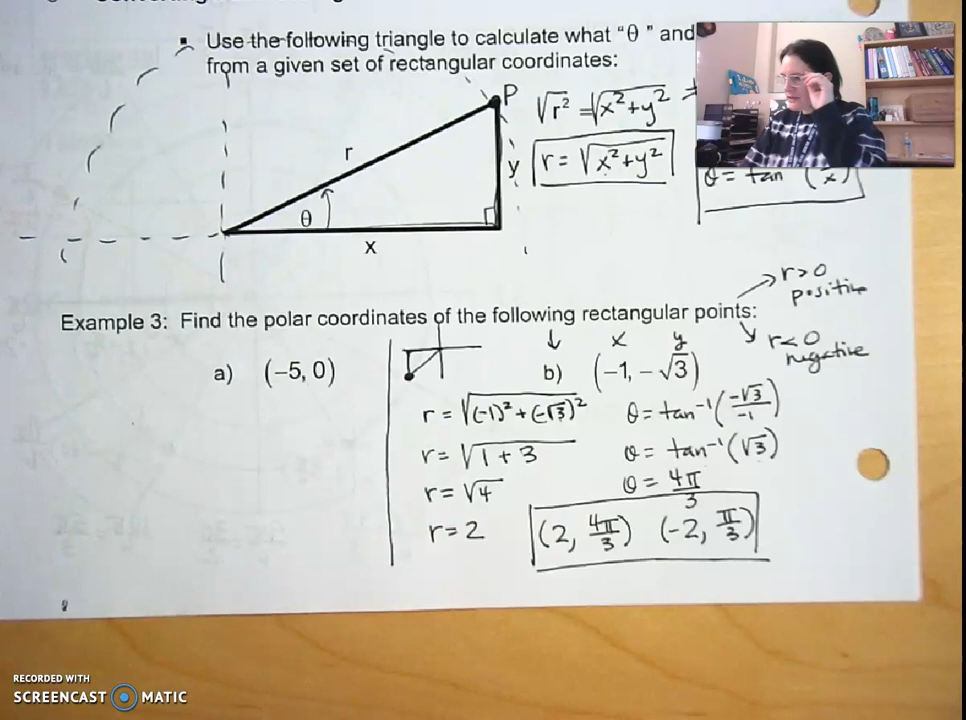 Use the following triangle to calculate what “θ ” and
from a given set of rectangular coordinates:
P
√r² = √x²+y²
r
y
r = √x²+y²
θ = tan (y/x)
θ
x
r>0
positive
Example 3: Find the polar coordinates of the following rectangular points:
x y
r<0
negative
a) (−5, 0)
b) (−1, −√3)
r = √(-1)² + (-√3)²
θ = tan⁻¹(-√3/-1)
r = √1 + 3
θ = tan⁻¹(√3)
r = √4
θ = 4π/3
r = 2
(2, 4π/3) (-2, π/3)
RECORDED WITH
SCREENCAST MATIC